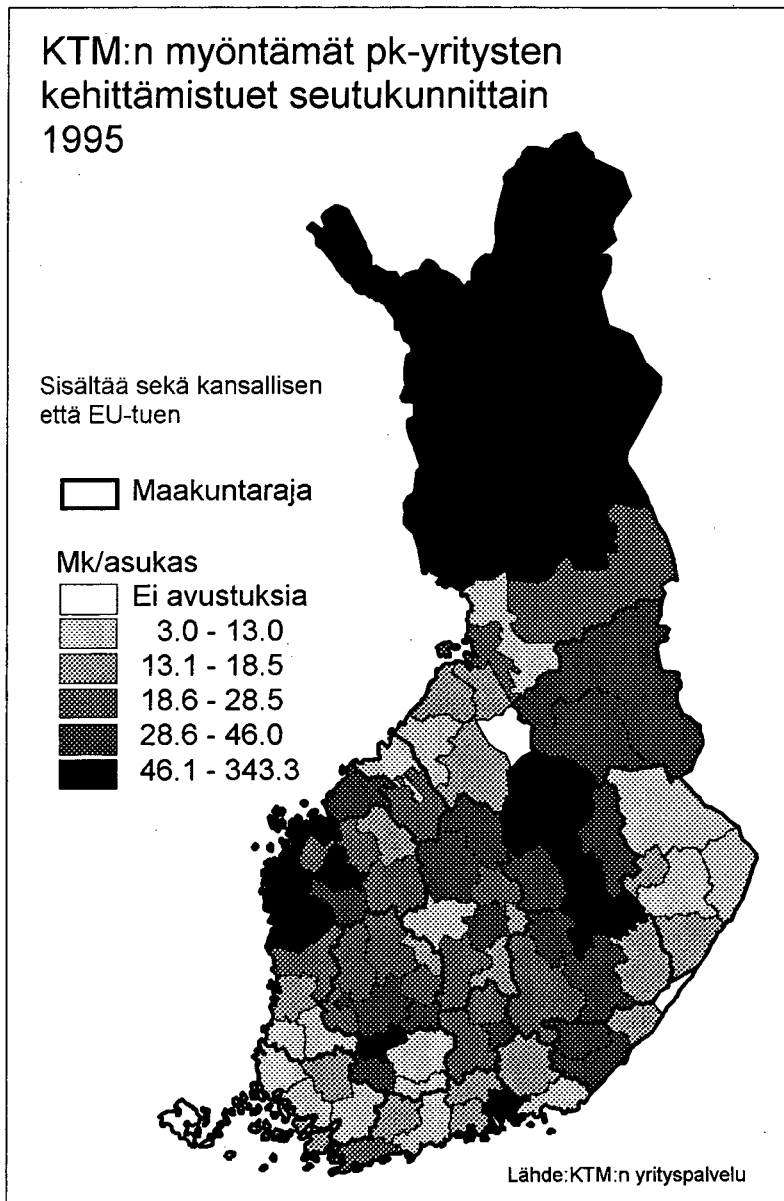 KTM:n myöntämät pk-yritysten
kehittämistuet seutukunnittain
1995
Sisältää sekä kansallisen
että EU-tuen
Maakuntaraja
Mk/asukas
Ei avustuksia
3.0 - 13.0
13.1 - 18.5
18.6 - 28.5
28.6 - 46.0
46.1 - 343.3
Lähde:KTM:n yrityspalvelu